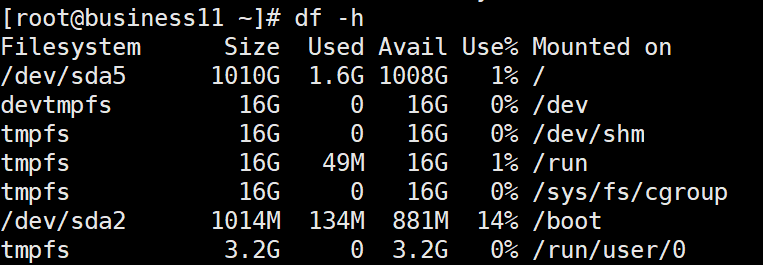 [root@business11 ~]# df -h
Filesystem      Size  Used Avail Use% Mounted on
/dev/sda5      1010G  1.6G 1008G   1% /
devtmpfs         16G     0   16G   0% /dev
tmpfs            16G     0   16G   0% /dev/shm
tmpfs            16G   49M   16G   1% /run
tmpfs            16G     0   16G   0% /sys/fs/cgroup
/dev/sda2      1014M  134M  881M  14% /boot
tmpfs           3.2G     0  3.2G   0% /run/user/0